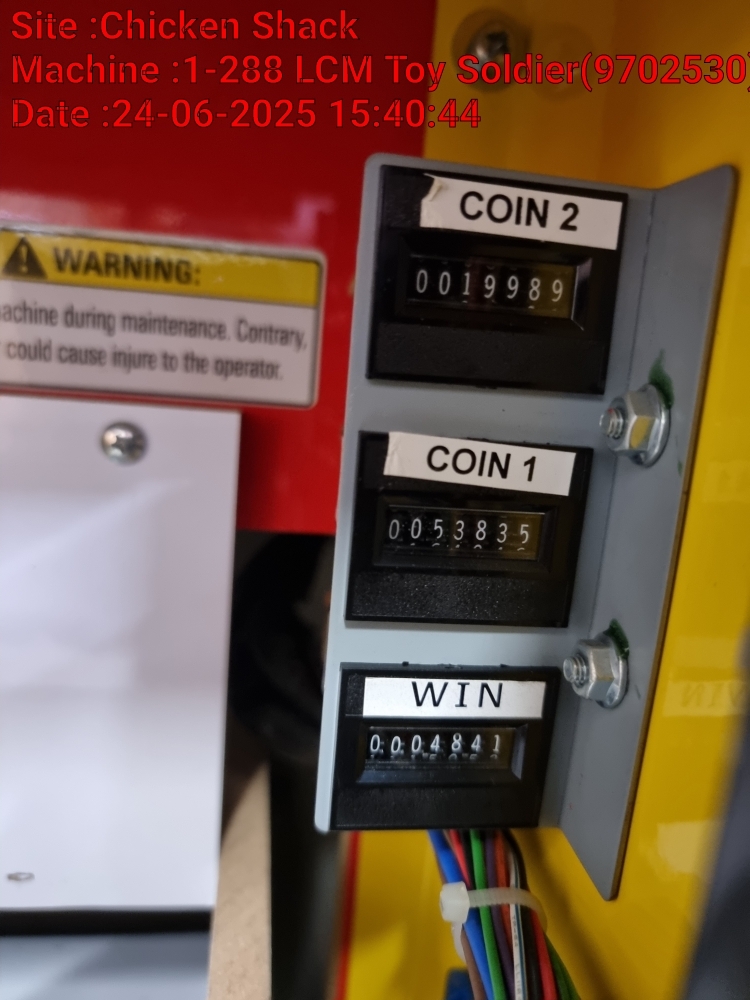 Site :Chicken Shack
Machine :1-288 LCM Toy Soldier(9702530)
Date :24-06-2025 15:40:44
COIN 2
0019989
WARNING:
machine during maintenance. Contrary,
could cause injure to the operator.
COIN 1
0053835
WIN
0004841